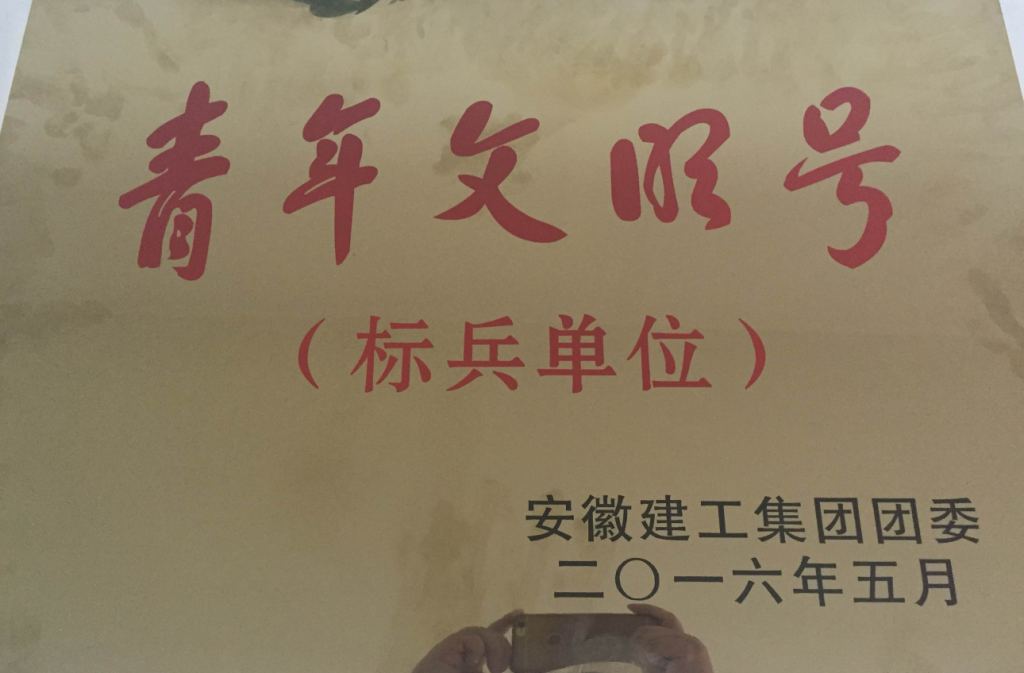 青年文明号
（标兵单位）
安徽建工集团团委
二〇一六年五月